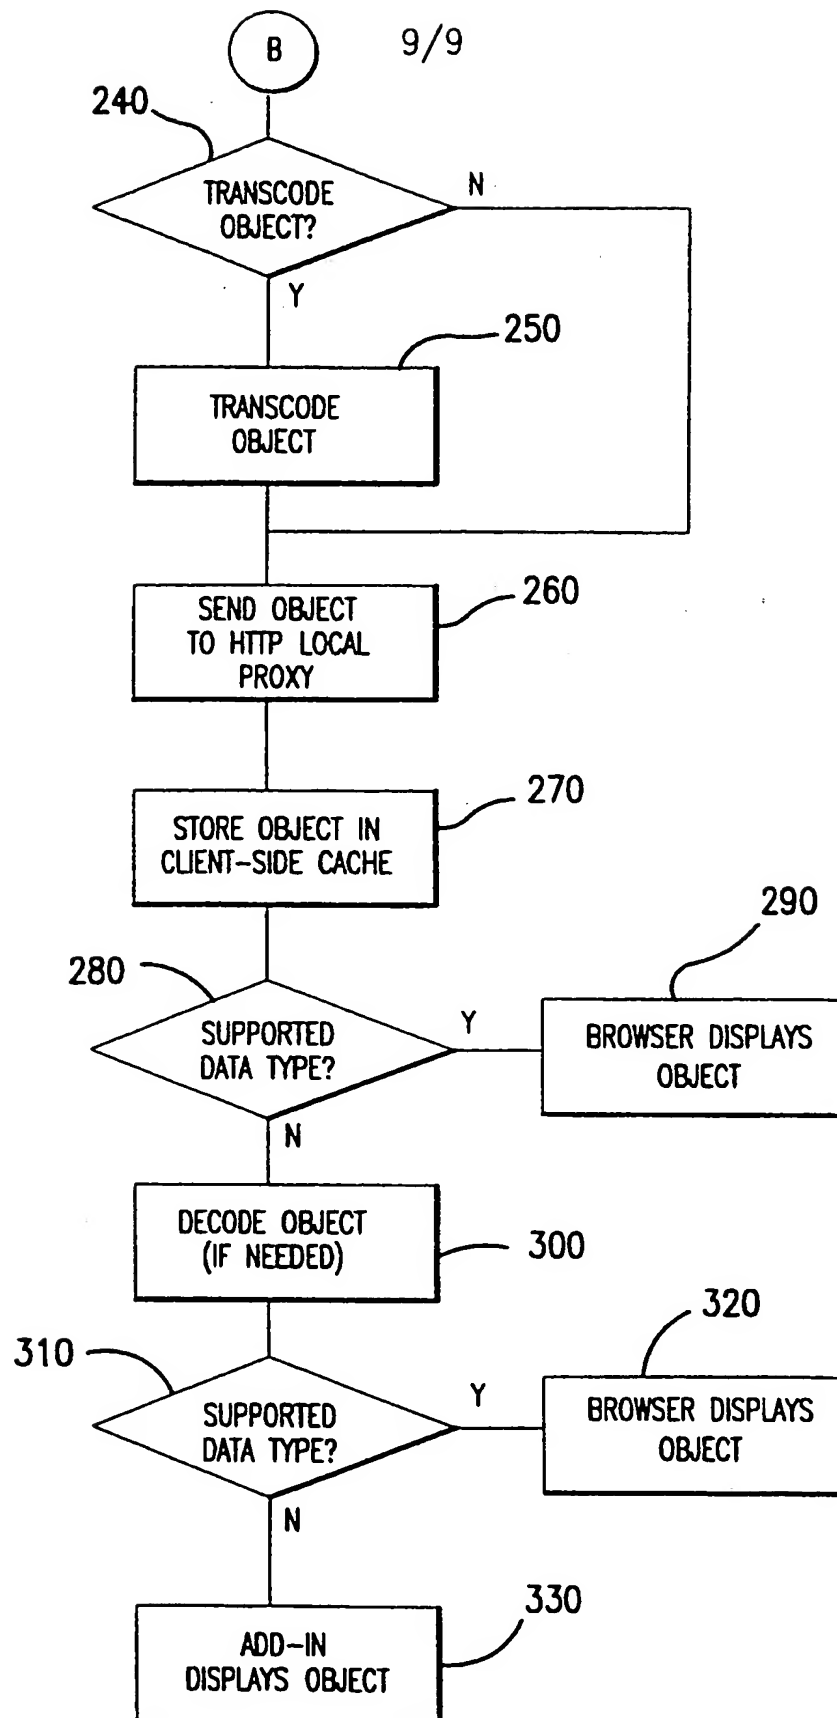 B
9/9
240
TRANSCODE
OBJECT?
N
Y
250
TRANSCODE
OBJECT
SEND OBJECT
TO HTTP LOCAL
PROXY
260
STORE OBJECT IN
CLIENT-SIDE CACHE
270
280
SUPPORTED
DATA TYPE?
Y
N
290
BROWSER DISPLAYS
OBJECT
DECODE OBJECT
(IF NEEDED)
300
310
SUPPORTED
DATA TYPE?
Y
N
320
BROWSER DISPLAYS
OBJECT
ADD-IN
DISPLAYS OBJECT
330